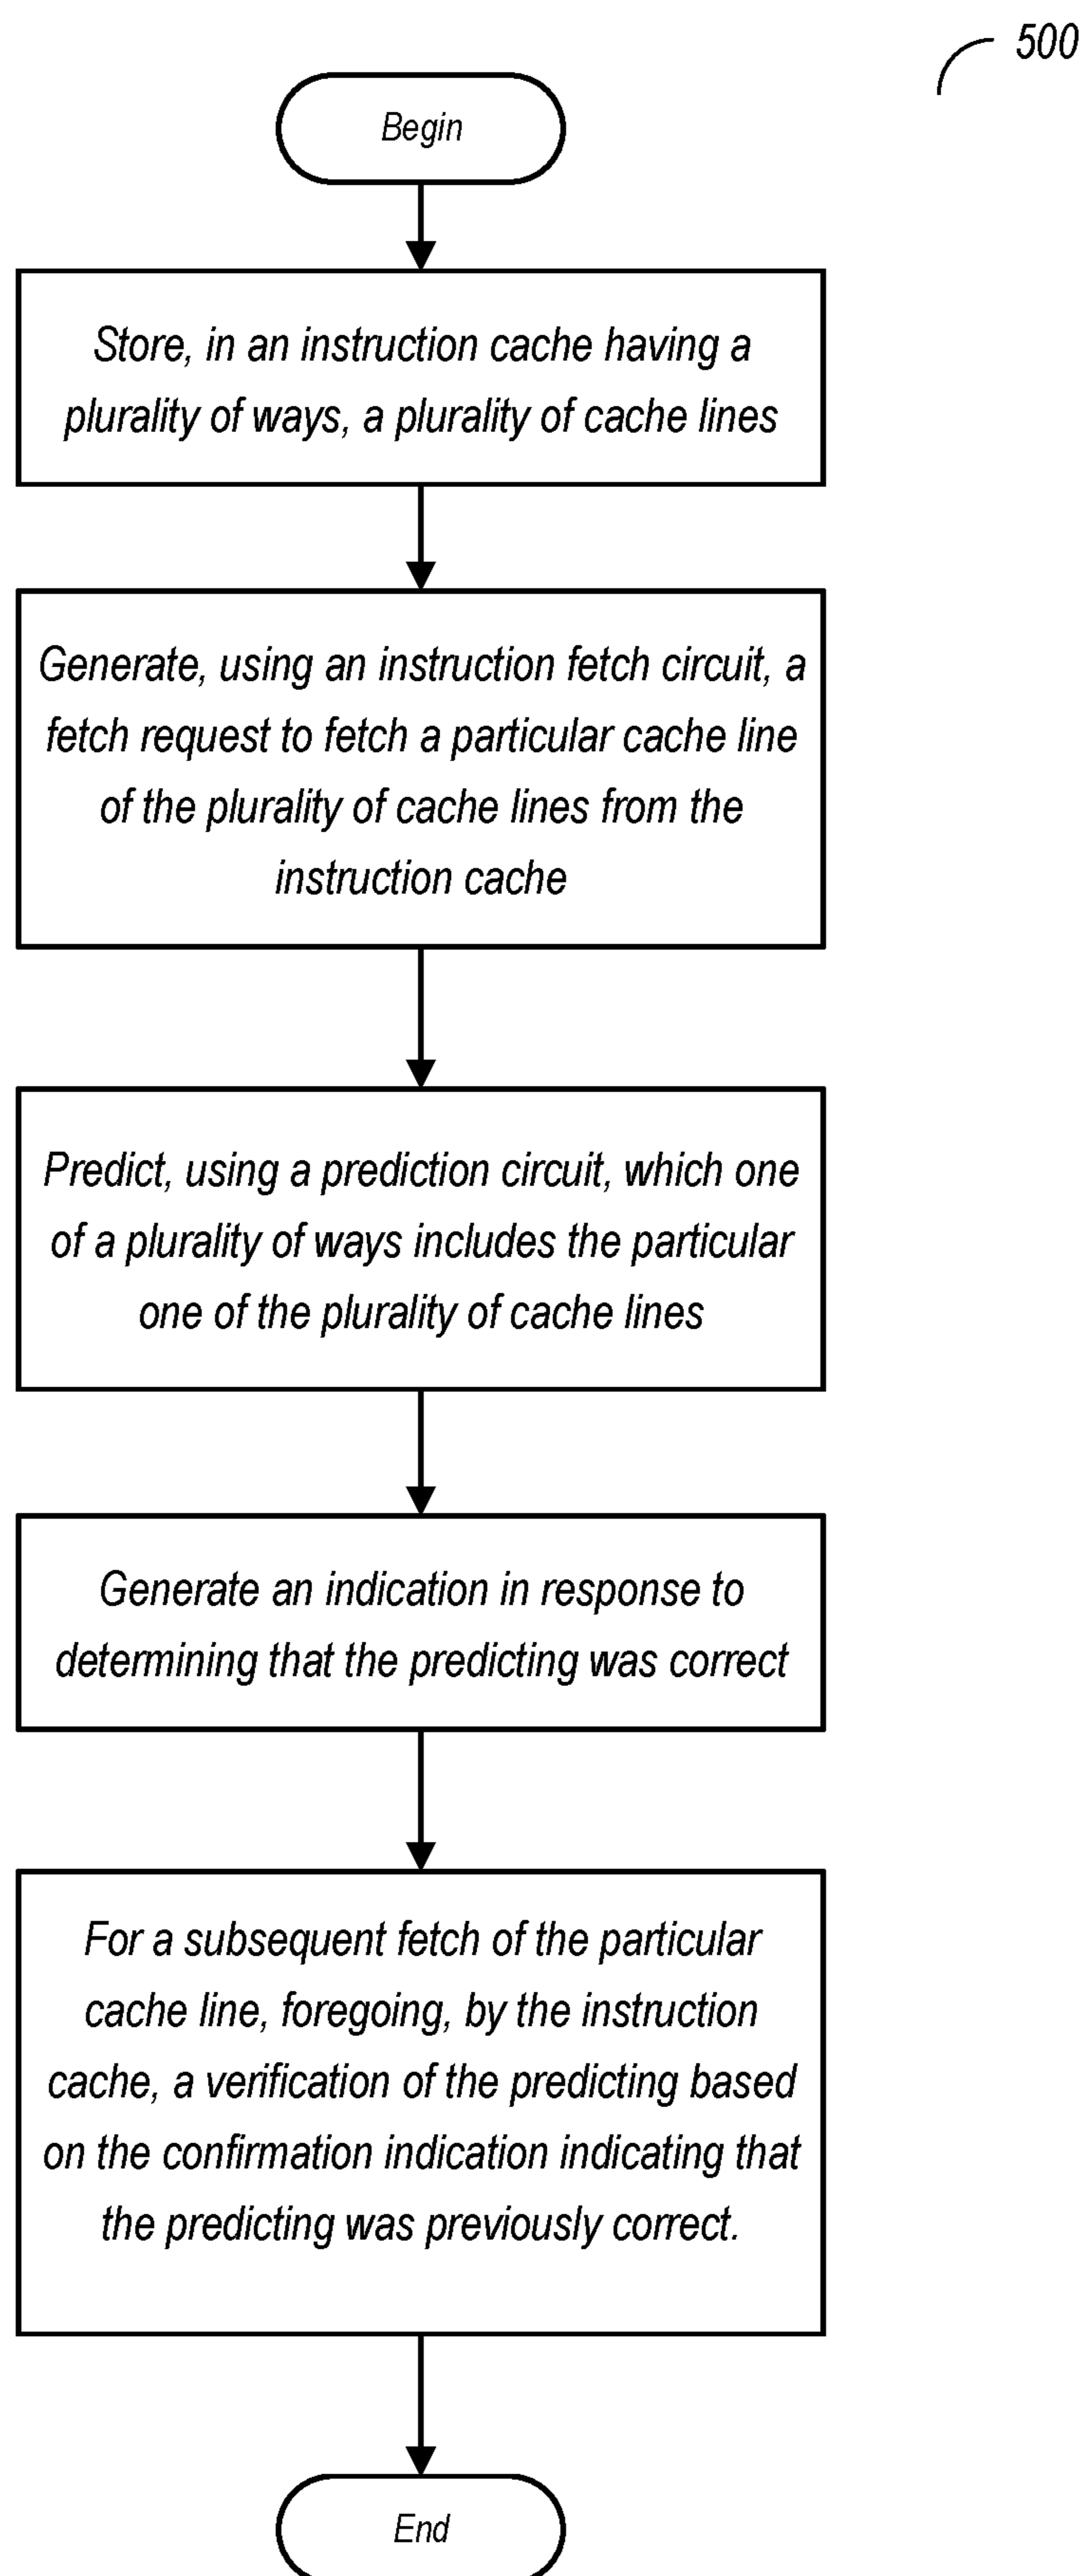 500
Begin
Store, in an instruction cache having a
plurality of ways, a plurality of cache lines
Generate, using an instruction fetch circuit, a
fetch request to fetch a particular cache line
of the plurality of cache lines from the
instruction cache
Predict, using a prediction circuit, which one
of a plurality of ways includes the particular
one of the plurality of cache lines
Generate an indication in response to
determining that the predicting was correct
For a subsequent fetch of the particular
cache line, foregoing, by the instruction
cache, a verification of the predicting based
on the confirmation indication indicating that
the predicting was previously correct.
End